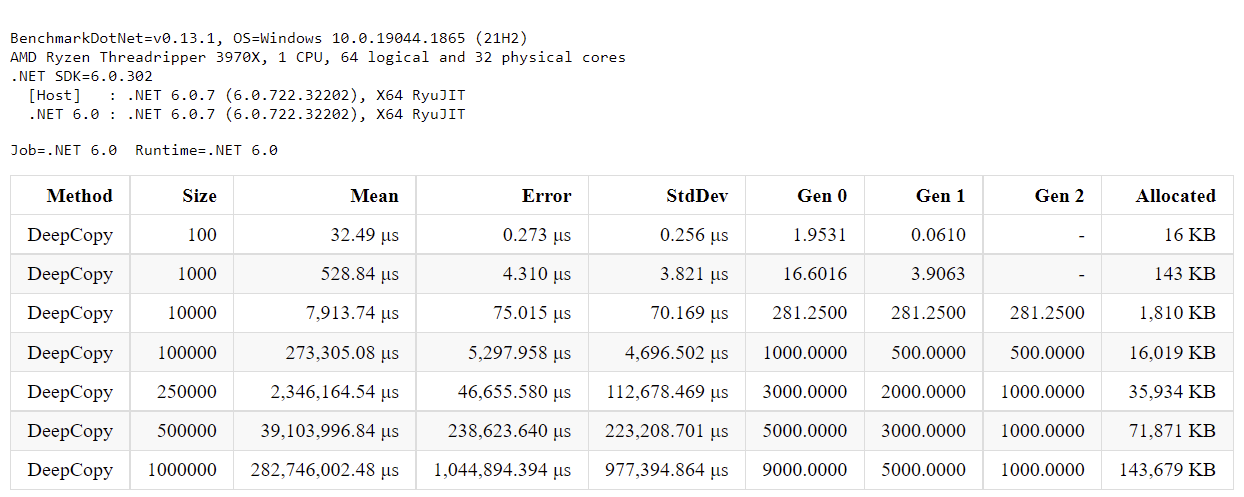 BenchmarkDotNet=v0.13.1, OS=Windows 10.0.19044.1865 (21H2)
AMD Ryzen Threadripper 3970X, 1 CPU, 64 logical and 32 physical cores
.NET SDK=6.0.302
[Host]   : .NET 6.0.7 (6.0.722.32202), X64 RyuJIT
.NET 6.0 : .NET 6.0.7 (6.0.722.32202), X64 RyuJIT
Job=.NET 6.0  Runtime=.NET 6.0
Method Size Mean Error StdDev Gen 0 Gen 1 Gen 2 Allocated
DeepCopy 100 32.49 μs 0.273 μs 0.256 μs 1.9531 0.0610 - 16 KB
DeepCopy 1000 528.84 μs 4.310 μs 3.821 μs 16.6016 3.9063 - 143 KB
DeepCopy 10000 7,913.74 μs 75.015 μs 70.169 μs 281.2500 281.2500 281.2500 1,810 KB
DeepCopy 100000 273,305.08 μs 5,297.958 μs 4,696.502 μs 1000.0000 500.0000 500.0000 16,019 KB
DeepCopy 250000 2,346,164.54 μs 46,655.580 μs 112,678.469 μs 3000.0000 2000.0000 1000.0000 35,934 KB
DeepCopy 500000 39,103,996.84 μs 238,623.640 μs 223,208.701 μs 5000.0000 3000.0000 1000.0000 71,871 KB
DeepCopy 1000000 282,746,002.48 μs 1,044,894.394 μs 977,394.864 μs 9000.0000 5000.0000 1000.0000 143,679 KB